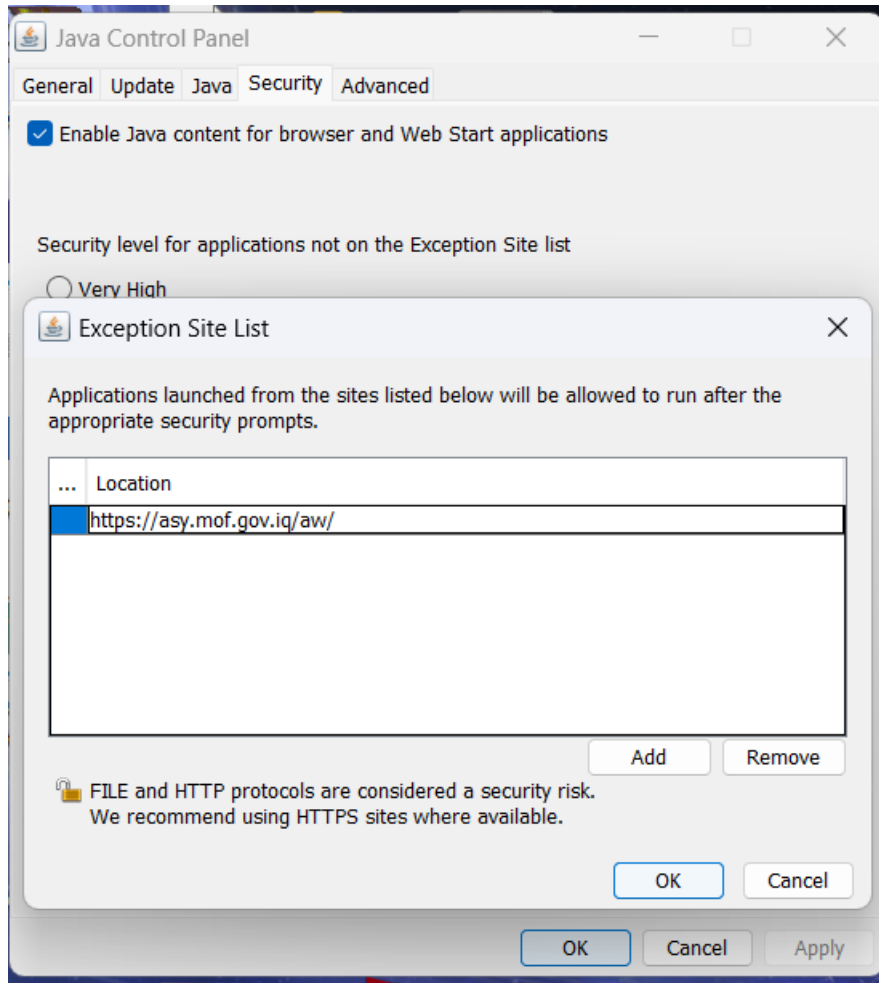 Java Control Panel
General Update Java Security Advanced
Enable Java content for browser and Web Start applications
Security level for applications not on the Exception Site list
Very High
Exception Site List
Applications launched from the sites listed below will be allowed to run after the
appropriate security prompts.
... Location
https://asy.mof.gov.iq/aw/
Add Remove
FILE and HTTP protocols are considered a security risk.
We recommend using HTTPS sites where available.
OK Cancel
OK Cancel Apply